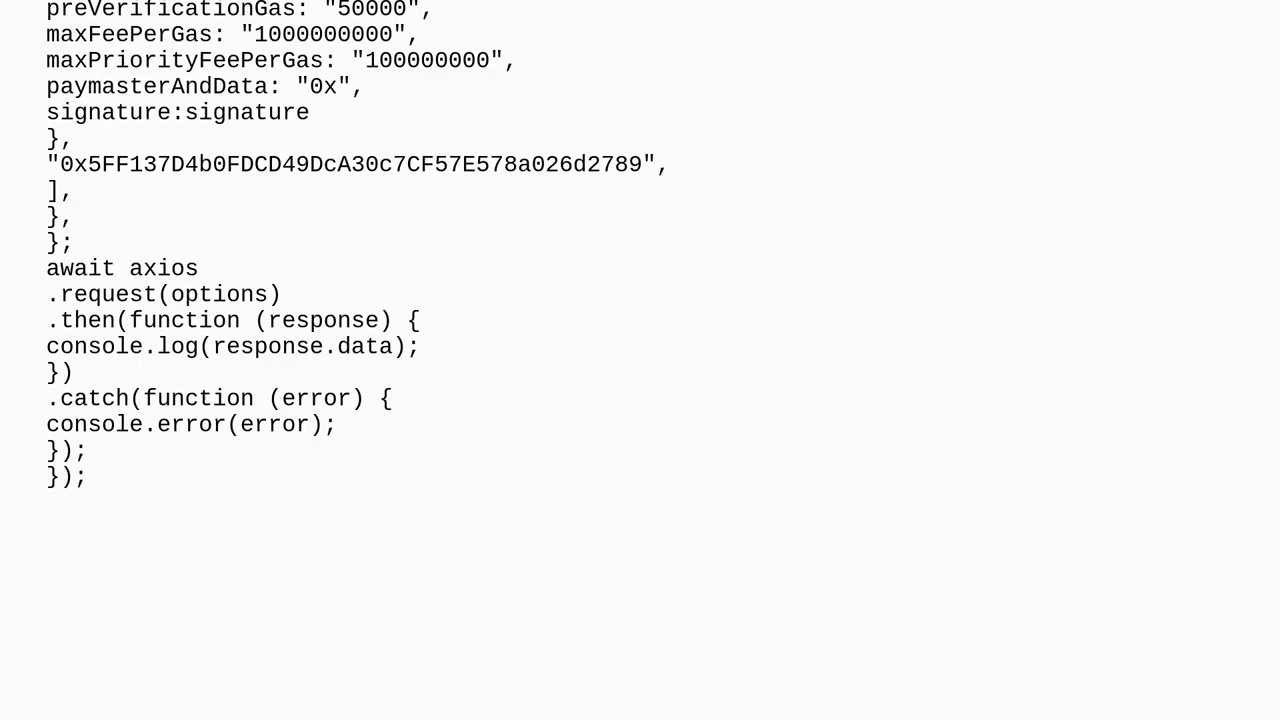 preVerificationGas: "50000",
maxFeePerGas: "1000000000",
maxPriorityFeePerGas: "100000000",
paymasterAndData: "0x",
signature:signature
},
"0x5FF137D4b0FDCD49DcA30c7CF57E578a026d2789",
],
},
};
await axios
.request(options)
.then(function (response) {
console.log(response.data);
})
.catch(function (error) {
console.error(error);
});
});